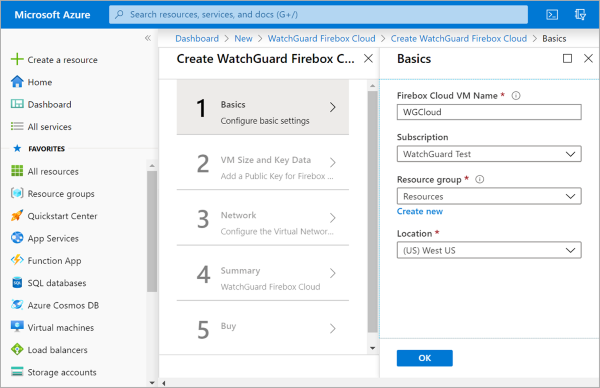 Microsoft Azure
Search resources, services, and docs (G+/)
Dashboard > New > WatchGuard Firebox Cloud > Create WatchGuard Firebox Cloud > Basics
Create a resource
Home
Dashboard
All services
FAVORITES
All resources
Resource groups
Quickstart Center
App Services
Function App
SQL databases
Azure Cosmos DB
Virtual machines
Load balancers
Storage accounts
Create WatchGuard Firebox C...
1 Basics
Configure basic settings
2 VM Size and Key Data
Add a Public Key for Firebox ...
3 Network
Configure the Virtual Networ...
4 Summary
WatchGuard Firebox Cloud
5 Buy
Basics
Firebox Cloud VM Name *
WGCloud
Subscription
WatchGuard Test
Resource group *
Resources
Create new
Location *
(US) West US
OK